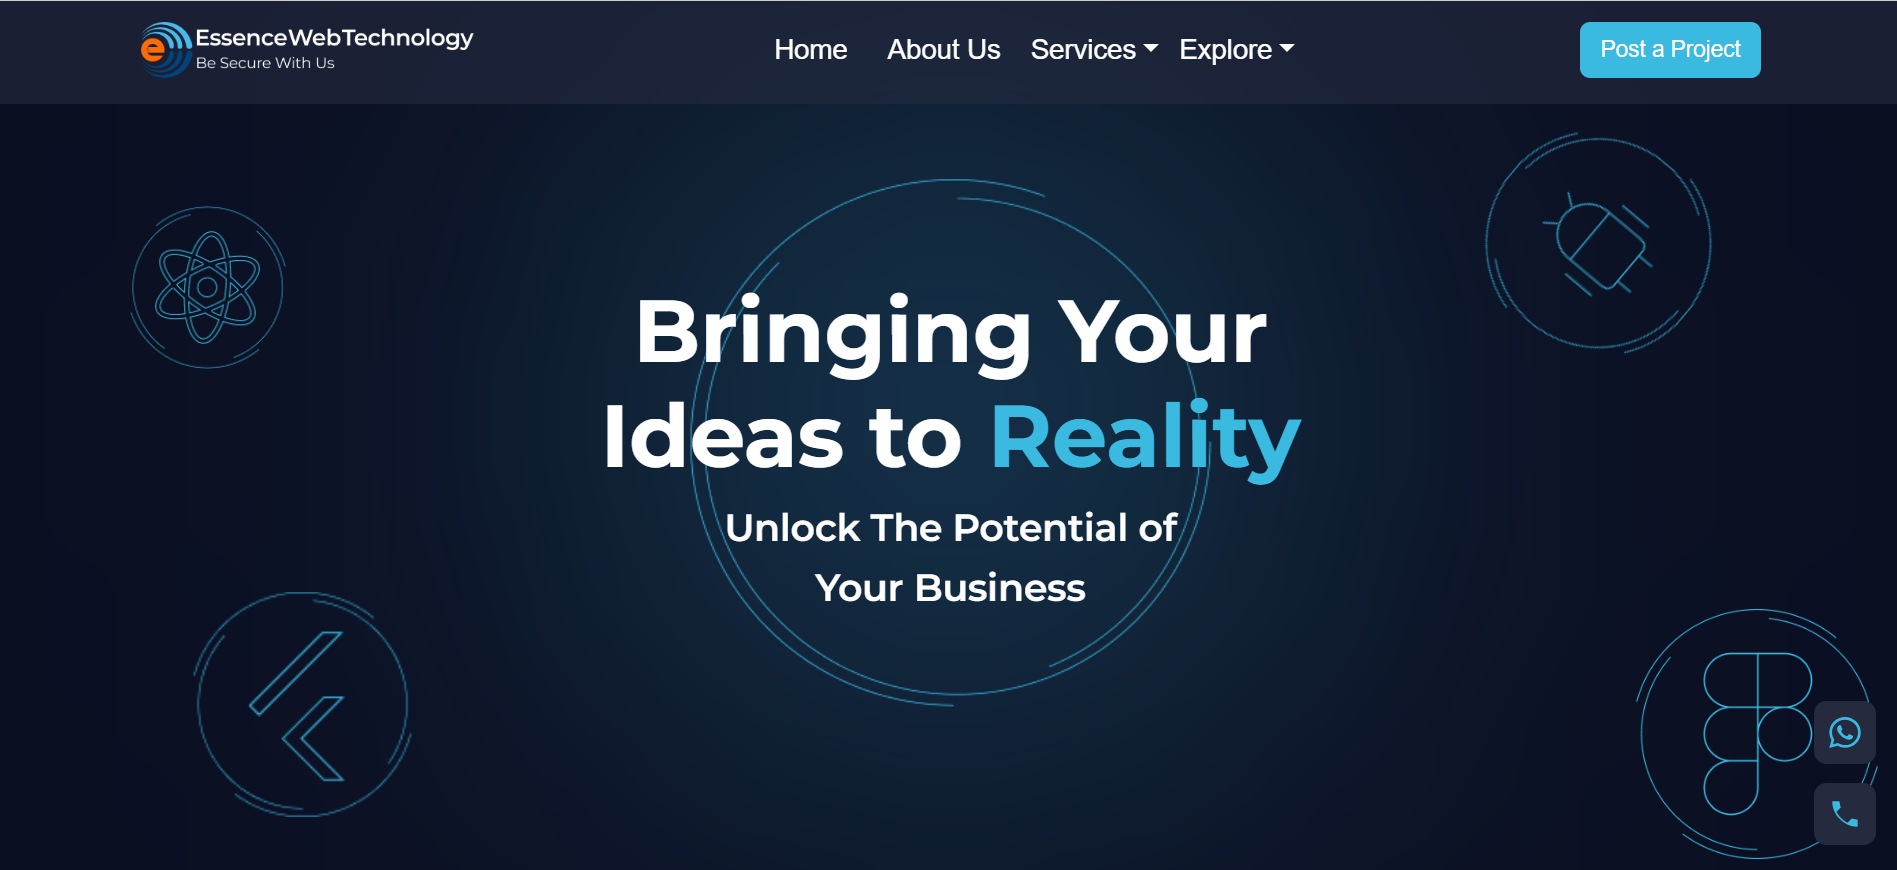 EssenceWebTechnology
Be Secure With Us
Home About Us Services Explore
Post a Project
Bringing Your
Ideas to Reality
Unlock The Potential of
Your Business